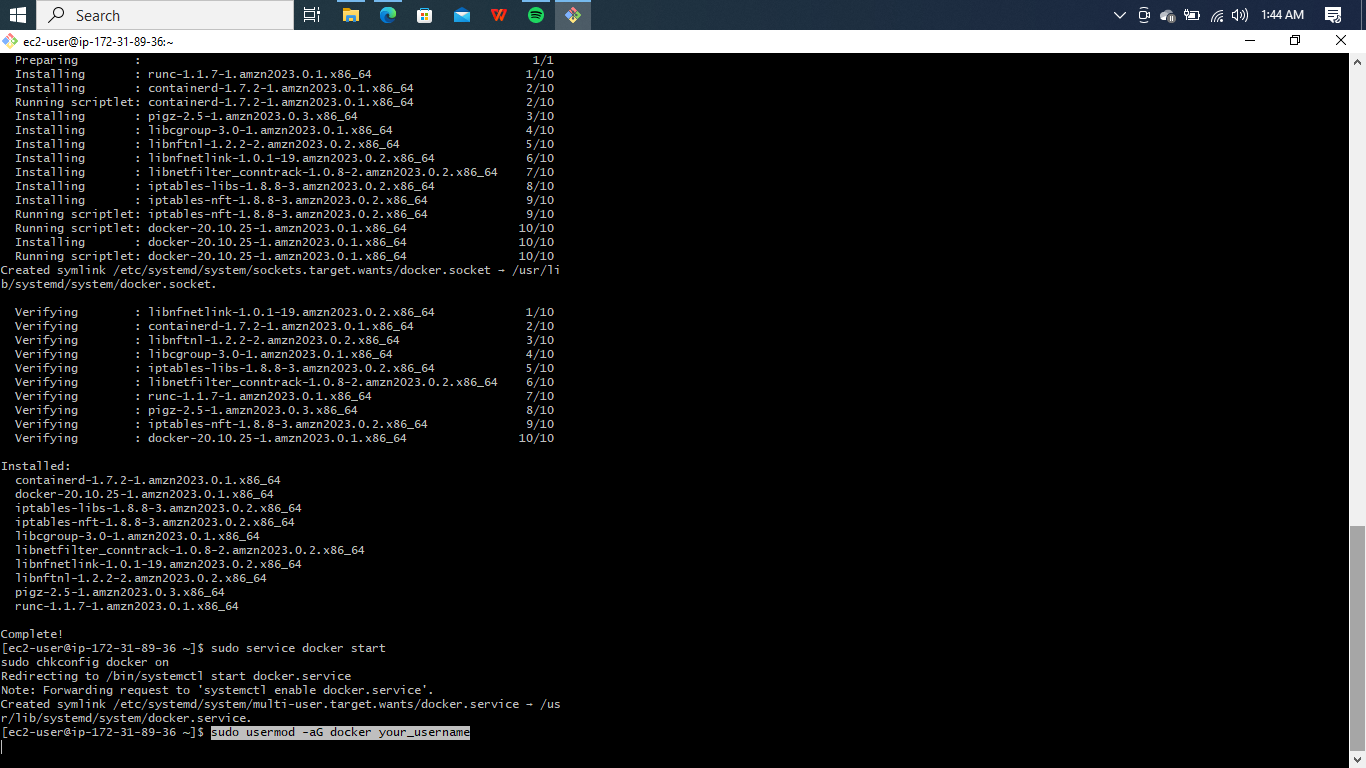 Search
1:44 AM
ec2-user@ip-172-31-89-36:~
Preparing : 1/1
Installing : runc-1.1.7-1.amzn2023.0.1.x86_64 1/10
Installing : containerd-1.7.2-1.amzn2023.0.1.x86_64 2/10
Running scriptlet: containerd-1.7.2-1.amzn2023.0.1.x86_64 2/10
Installing : pigz-2.5-1.amzn2023.0.3.x86_64 3/10
Installing : libcgroup-3.0-1.amzn2023.0.1.x86_64 4/10
Installing : libnftnl-1.2.2-2.amzn2023.0.2.x86_64 5/10
Installing : libnfnetlink-1.0.1-19.amzn2023.0.2.x86_64 6/10
Installing : libnetfilter_conntrack-1.0.8-2.amzn2023.0.2.x86_64 7/10
Installing : iptables-libs-1.8.8-3.amzn2023.0.2.x86_64 8/10
Installing : iptables-nft-1.8.8-3.amzn2023.0.2.x86_64 9/10
Running scriptlet: iptables-nft-1.8.8-3.amzn2023.0.2.x86_64 9/10
Running scriptlet: docker-20.10.25-1.amzn2023.0.1.x86_64 10/10
Installing : docker-20.10.25-1.amzn2023.0.1.x86_64 10/10
Running scriptlet: docker-20.10.25-1.amzn2023.0.1.x86_64 10/10
Created symlink /etc/systemd/system/sockets.target.wants/docker.socket → /usr/li
b/systemd/system/docker.socket.
Verifying : libnfnetlink-1.0.1-19.amzn2023.0.2.x86_64 1/10
Verifying : containerd-1.7.2-1.amzn2023.0.1.x86_64 2/10
Verifying : libnftnl-1.2.2-2.amzn2023.0.2.x86_64 3/10
Verifying : libcgroup-3.0-1.amzn2023.0.1.x86_64 4/10
Verifying : iptables-libs-1.8.8-3.amzn2023.0.2.x86_64 5/10
Verifying : libnetfilter_conntrack-1.0.8-2.amzn2023.0.2.x86_64 6/10
Verifying : runc-1.1.7-1.amzn2023.0.1.x86_64 7/10
Verifying : pigz-2.5-1.amzn2023.0.3.x86_64 8/10
Verifying : iptables-nft-1.8.8-3.amzn2023.0.2.x86_64 9/10
Verifying : docker-20.10.25-1.amzn2023.0.1.x86_64 10/10
Installed:
containerd-1.7.2-1.amzn2023.0.1.x86_64
docker-20.10.25-1.amzn2023.0.1.x86_64
iptables-libs-1.8.8-3.amzn2023.0.2.x86_64
iptables-nft-1.8.8-3.amzn2023.0.2.x86_64
libcgroup-3.0-1.amzn2023.0.1.x86_64
libnetfilter_conntrack-1.0.8-2.amzn2023.0.2.x86_64
libnfnetlink-1.0.1-19.amzn2023.0.2.x86_64
libnftnl-1.2.2-2.amzn2023.0.2.x86_64
pigz-2.5-1.amzn2023.0.3.x86_64
runc-1.1.7-1.amzn2023.0.1.x86_64
Complete!
[ec2-user@ip-172-31-89-36 ~]$ sudo service docker start
sudo chkconfig docker on
Redirecting to /bin/systemctl start docker.service
Note: Forwarding request to 'systemctl enable docker.service'.
Created symlink /etc/systemd/system/multi-user.target.wants/docker.service → /us
r/lib/systemd/system/docker.service.
[ec2-user@ip-172-31-89-36 ~]$ sudo usermod -aG docker your_username